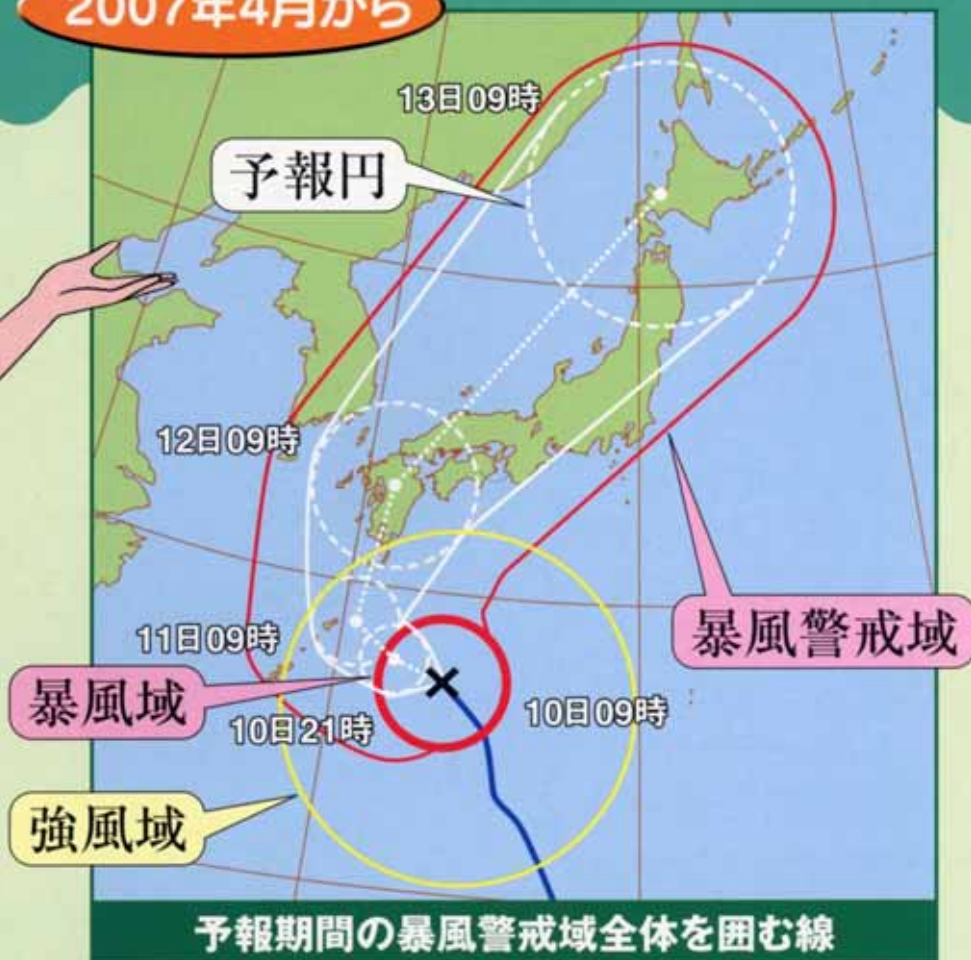 2007年4月から
13日09時
予報円
12日09時
11日09時
暴風警戒域
暴風域
10日21時
10日09時
強風域
予報期間の暴風警戒域全体を囲む線